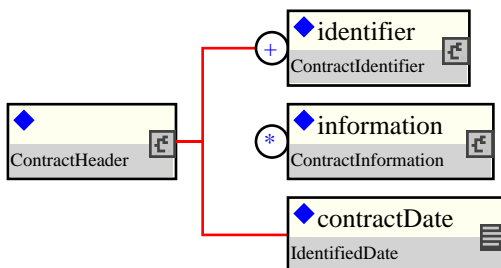 +
identifier
ContractIdentifier
ContractHeader
*
information
ContractInformation
contractDate
IdentifiedDate